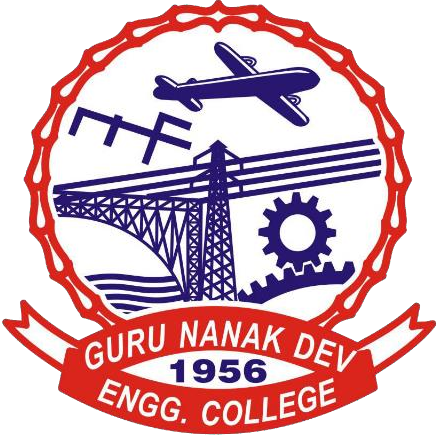 GURU NANAK DEV
1956
ENGG. COLLEGE